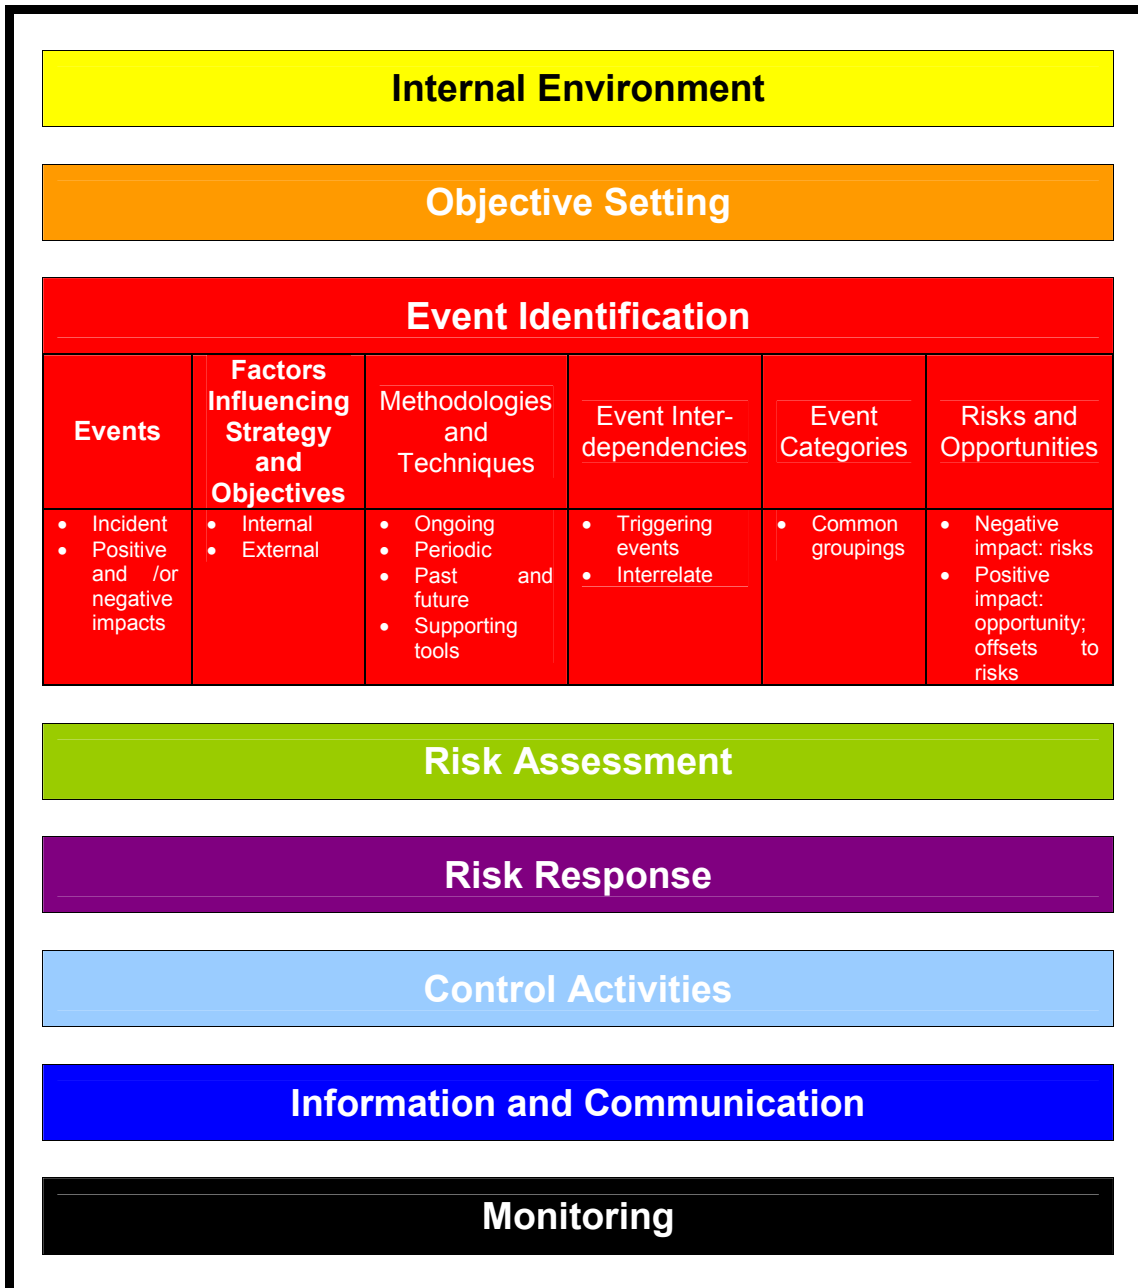 Internal Environment
Objective Setting
Event Identification
Events
Factors
Influencing
Strategy
and
Objectives
Methodologies
and
Techniques
Event Inter-
dependencies
Event
Categories
Risks and
Opportunities
• Incident
• Positive
and /or
negative
impacts
• Internal
• External
• Ongoing
• Periodic
• Past and
future
• Supporting
tools
• Triggering
events
• Interrelate
• Common
groupings
• Negative
impact: risks
• Positive
impact:
opportunity;
offsets to
risks
Risk Assessment
Risk Response
Control Activities
Information and Communication
Monitoring